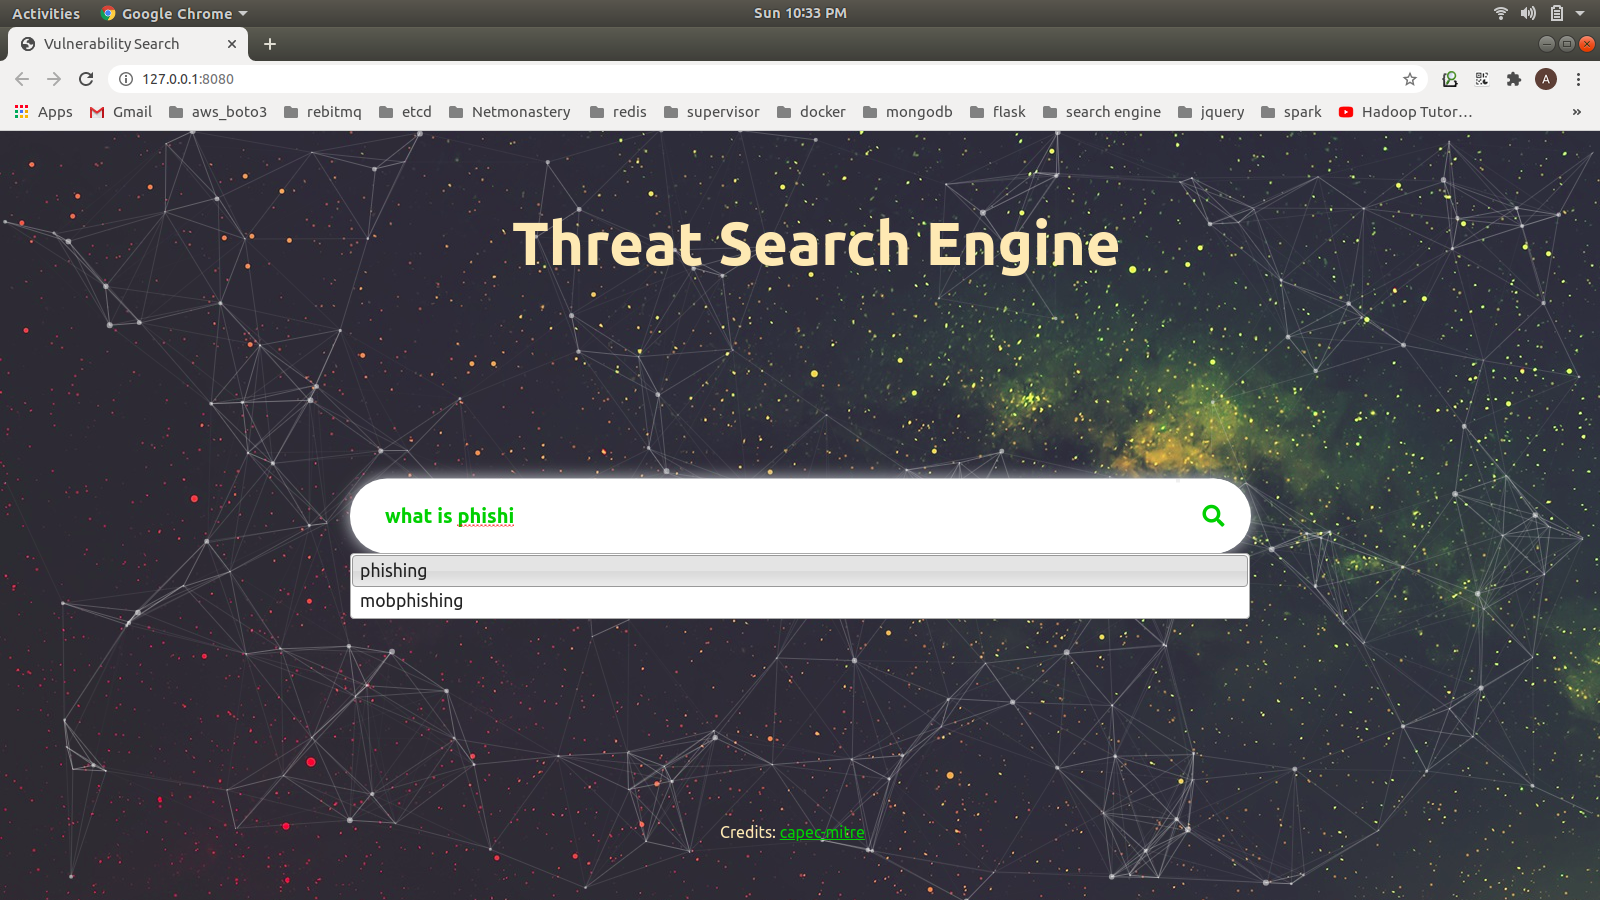 Activities Google Chrome Sun 10:33 PM
Vulnerability Search
127.0.0.1:8080 A
Apps Gmail aws_boto3 rebitmq etcd Netmonastery redis supervisor docker mongodb flask search engine jquery spark Hadoop Tutor... »
Threat Search Engine
what is phishi
phishing
mobphishing
Credits: capec-mitre